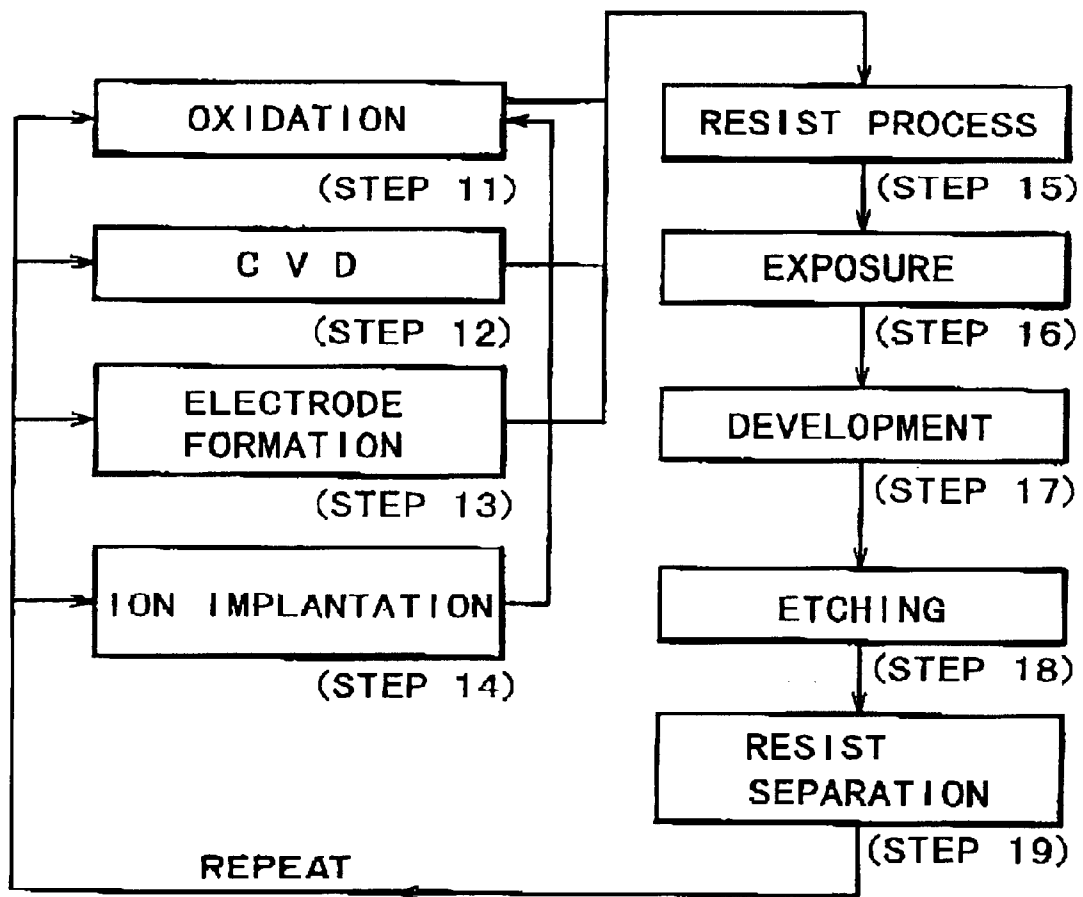 OXIDATION
(STEP 11)
C V D
(STEP 12)
ELECTRODE
FORMATION
(STEP 13)
ION IMPLANTATION
(STEP 14)
RESIST PROCESS
(STEP 15)
EXPOSURE
(STEP 16)
DEVELOPMENT
(STEP 17)
ETCHING
(STEP 18)
RESIST
SEPARATION
(STEP 19)
REPEAT